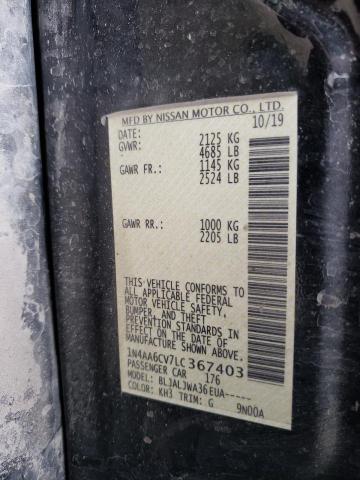 MFD BY NISSAN MOTOR CO., LTD.
DATE: 10/19
GVWR: 2125 KG
4685 LB
GAWR FR.: 1145 KG
2524 LB
GAWR RR.: 1000 KG
2205 LB
THIS VEHICLE CONFORMS TO
ALL APPLICABLE FEDERAL
MOTOR VEHICLE SAFETY,
BUMPER, AND THEFT
PREVENTION STANDARDS IN
EFFECT ON THE DATE OF
MANUFACTURE SHOWN ABOVE.
1N4AA6CV7LC367403
PASSENGER CAR 176
MODEL: BLJALJWA36EUA-----
COLOR: KH3 TRIM: G 9N00A